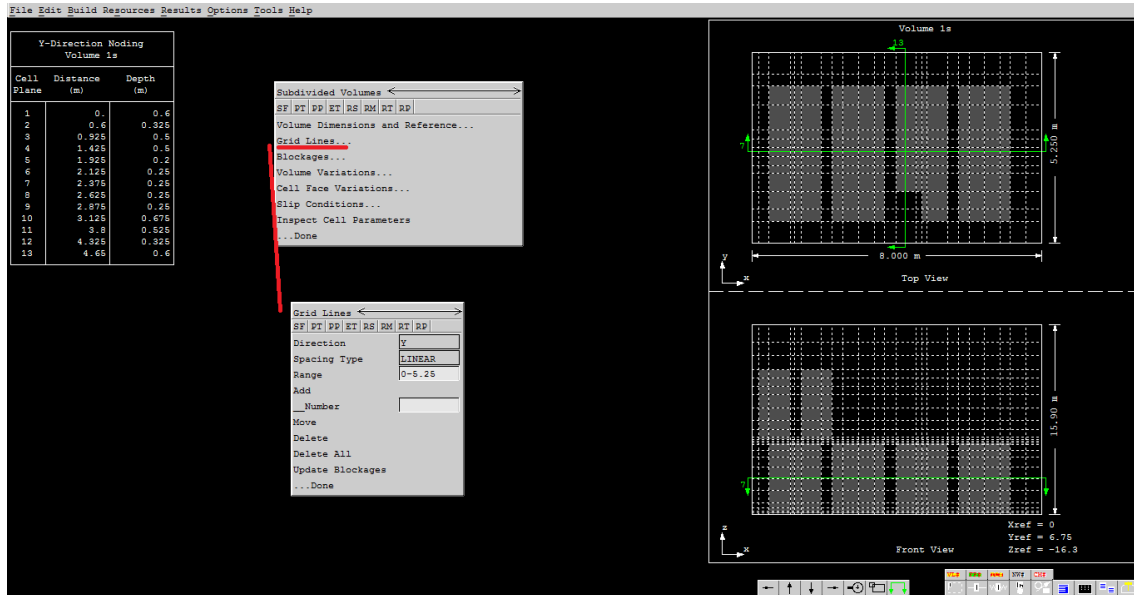 File Edit Build Resources Results Options Tools Help
Y-Direction Noding
Volume 1s
Cell Plane Distance (m) Depth (m)
1 0. 0.6
2 0.6 0.325
3 0.925 0.5
4 1.425 0.5
5 1.925 0.2
6 2.125 0.25
7 2.375 0.25
8 2.625 0.25
9 2.875 0.25
10 3.125 0.675
11 3.8 0.525
12 4.325 0.325
13 4.65 0.6
Subdivided Volumes
SF PT PP ET RS RM RT RP
Volume Dimensions and Reference...
Grid Lines...
Blockages...
Volume Variations...
Cell Face Variations...
Slip Conditions...
Inspect Cell Parameters
...Done
Grid Lines
SF PT PP ET RS RM RT RP
Direction Y
Spacing Type LINEAR
Range 0-5.25
Add
__Number
Move
Delete
Delete All
Update Blockages
...Done
Volume 1s
13
7
5.250 m
8.000 m
y
x
Top View
15.90 m
7
z
x
Front View
Xref = 0
Yref = 6.75
Zref = -16.3
VL#
NW#